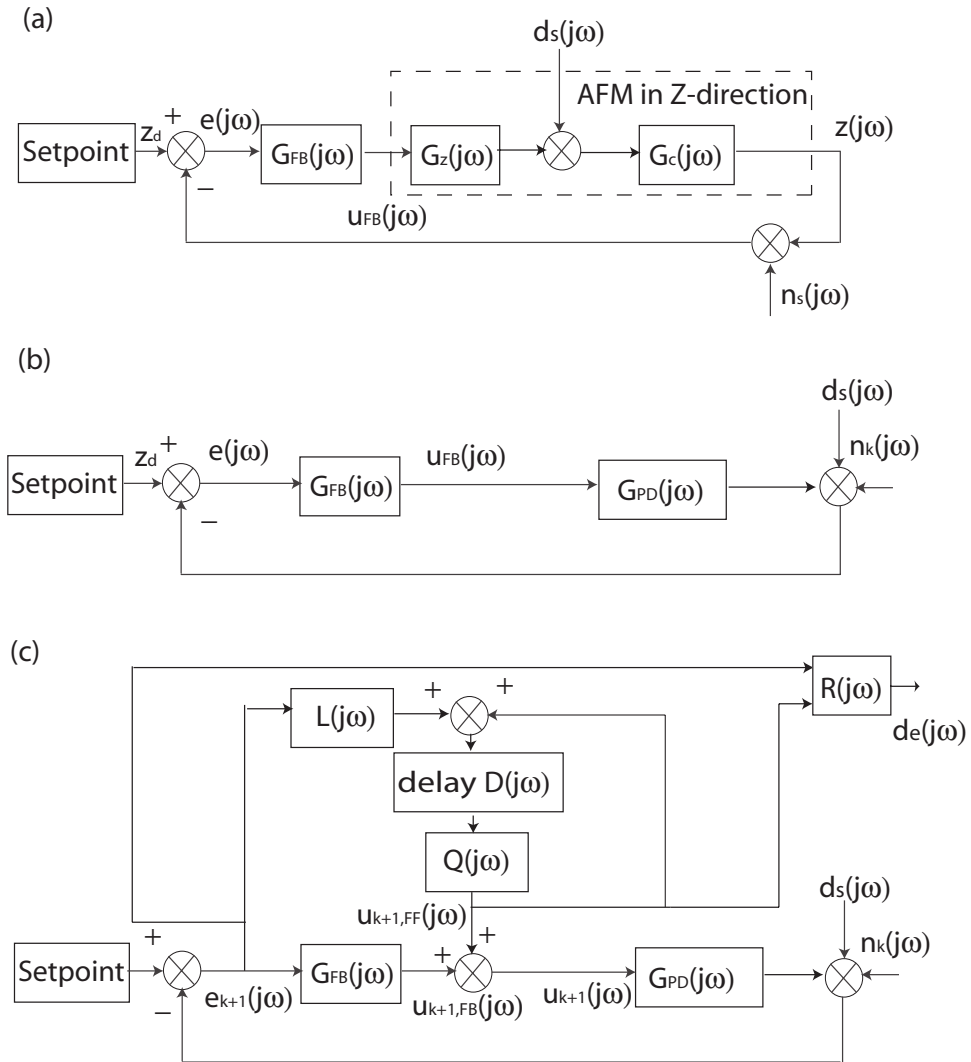 (a)
ds(jω)
AFM in Z-direction
Setpoint
zd
+
e(jω)
GFB(jω)
Gz(jω)
Gc(jω)
z(jω)
−
uFB(jω)
ns(jω)
(b)
ds(jω)
nk(jω)
Setpoint
zd
+
e(jω)
GFB(jω)
uFB(jω)
GPD(jω)
−
(c)
L(jω)
+
+
R(jω)
de(jω)
delay D(jω)
Q(jω)
uk+1,FF(jω)
ds(jω)
nk(jω)
Setpoint
+
−
ek+1(jω)
GFB(jω)
+
+
uk+1,FB(jω)
uk+1(jω)
GPD(jω)